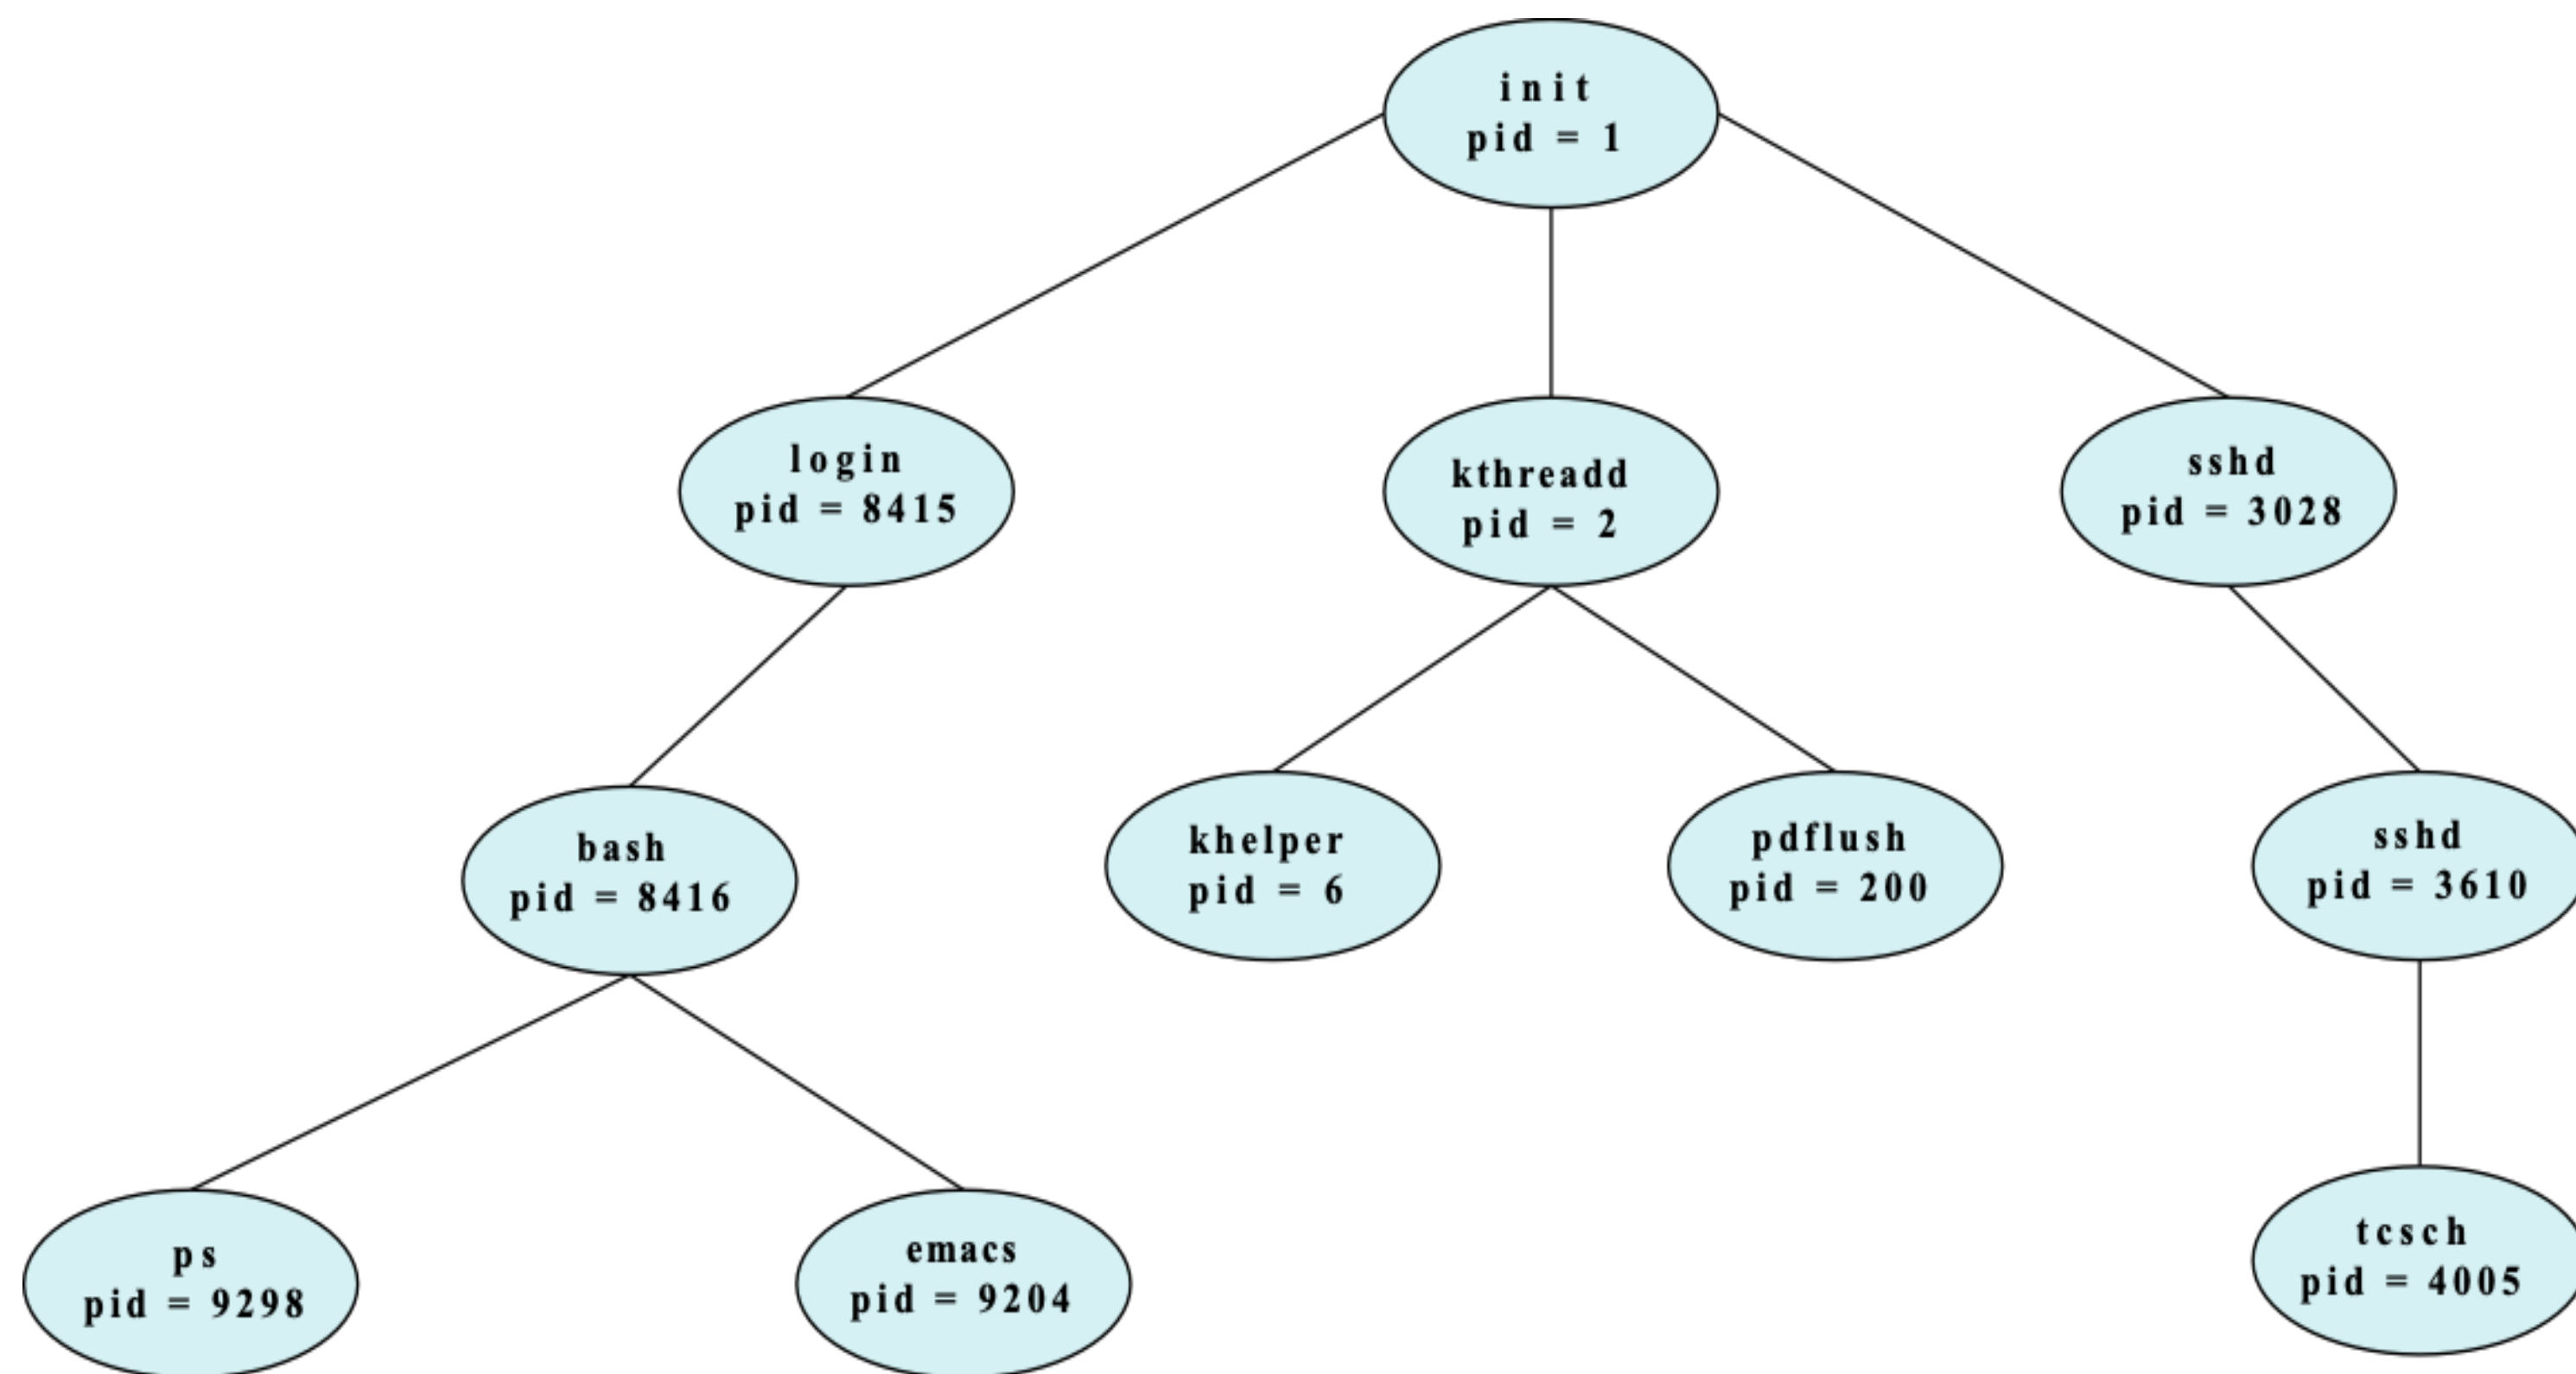 init
pid = 1
login
pid = 8415
kthreadd
pid = 2
sshd
pid = 3028
bash
pid = 8416
khelper
pid = 6
pdflush
pid = 200
sshd
pid = 3610
ps
pid = 9298
emacs
pid = 9204
tcsch
pid = 4005